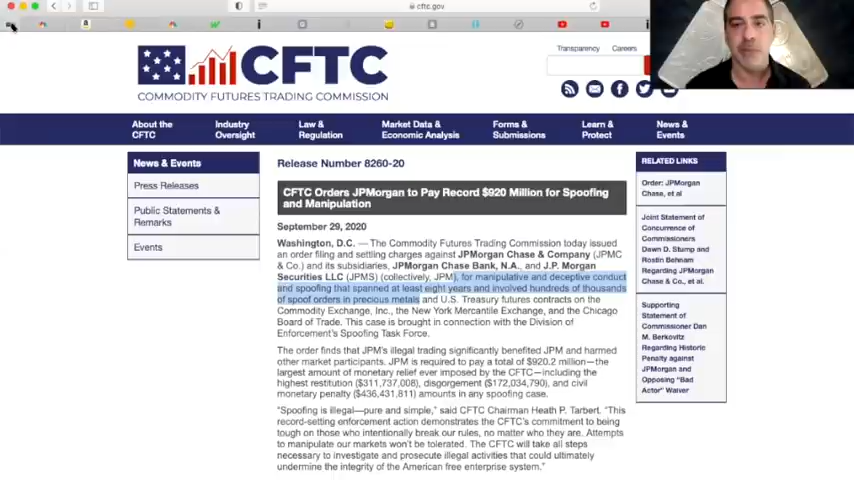 cftc.gov
CFTC
COMMODITY FUTURES TRADING COMMISSION
Transparency Careers
About the CFTC
Industry Oversight
Law & Regulation
Market Data & Economic Analysis
Forms & Submissions
Learn & Protect
News & Events
News & Events
Press Releases
Public Statements & Remarks
Events
Release Number 8260-20
CFTC Orders JPMorgan to Pay Record $920 Million for Spoofing
and Manipulation
September 29, 2020
Washington, D.C. — The Commodity Futures Trading Commission today issued
an order filing and settling charges against JPMorgan Chase & Company (JPMC
& Co.) and its subsidiaries, JPMorgan Chase Bank, N.A., and J.P. Morgan
Securities LLC (JPMS) (collectively, JPM), for manipulative and deceptive conduct
and spoofing that spanned at least eight years and involved hundreds of thousands
of spoof orders in precious metals and U.S. Treasury futures contracts on the
Commodity Exchange, Inc., the New York Mercantile Exchange, and the Chicago
Board of Trade. This case is brought in connection with the Division of
Enforcement's Spoofing Task Force.
The order finds that JPM's illegal trading significantly benefited JPM and harmed
other market participants. JPM is required to pay a total of $920.2 million—the
largest amount of monetary relief ever imposed by the CFTC—including the
highest restitution ($311,737,008), disgorgement ($172,034,790), and civil
monetary penalty ($436,431,811) amounts in any spoofing case.
"Spoofing is illegal—pure and simple," said CFTC Chairman Heath P. Tarbert. "This
record-setting enforcement action demonstrates the CFTC's commitment to being
tough on those who intentionally break our rules, no matter who they are. Attempts
to manipulate our markets won't be tolerated. The CFTC will take all steps
necessary to investigate and prosecute illegal activities that could ultimately
undermine the integrity of the American free enterprise system."
RELATED LINKS
Order: JPMorgan
Chase, et al
Joint Statement of
Concurrence of
Commissioners
Dawn D. Stump and
Rostin Behnam
Regarding JPMorgan
Chase & Co., et al.
Supporting
Statement of
Commissioner Dan
M. Berkovitz
Regarding Historic
Penalty against
JPMorgan and
Opposing "Bad
Actor" Waiver